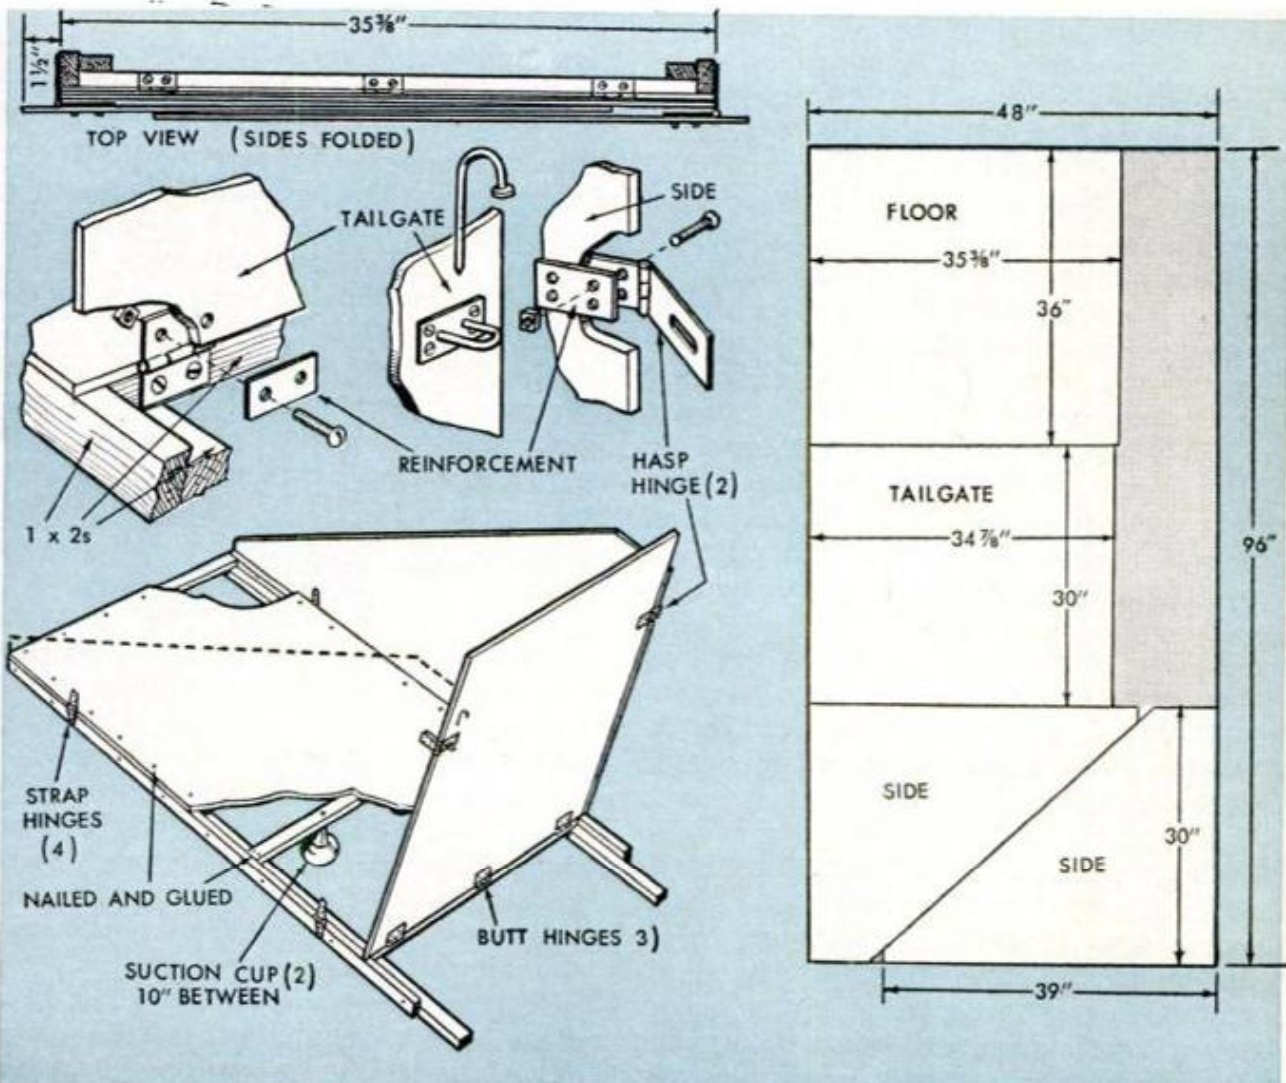 35⅜"
1½"
TOP VIEW (SIDES FOLDED)
TAILGATE
SIDE
REINFORCEMENT
HASP
HINGE (2)
1 x 2s
STRAP
HINGES
(4)
NAILED AND GLUED
SUCTION CUP (2)
10" BETWEEN
BUTT HINGES 3)
48"
FLOOR
35⅜"
36"
TAILGATE
34⅞"
30"
96"
SIDE
SIDE
30"
39"